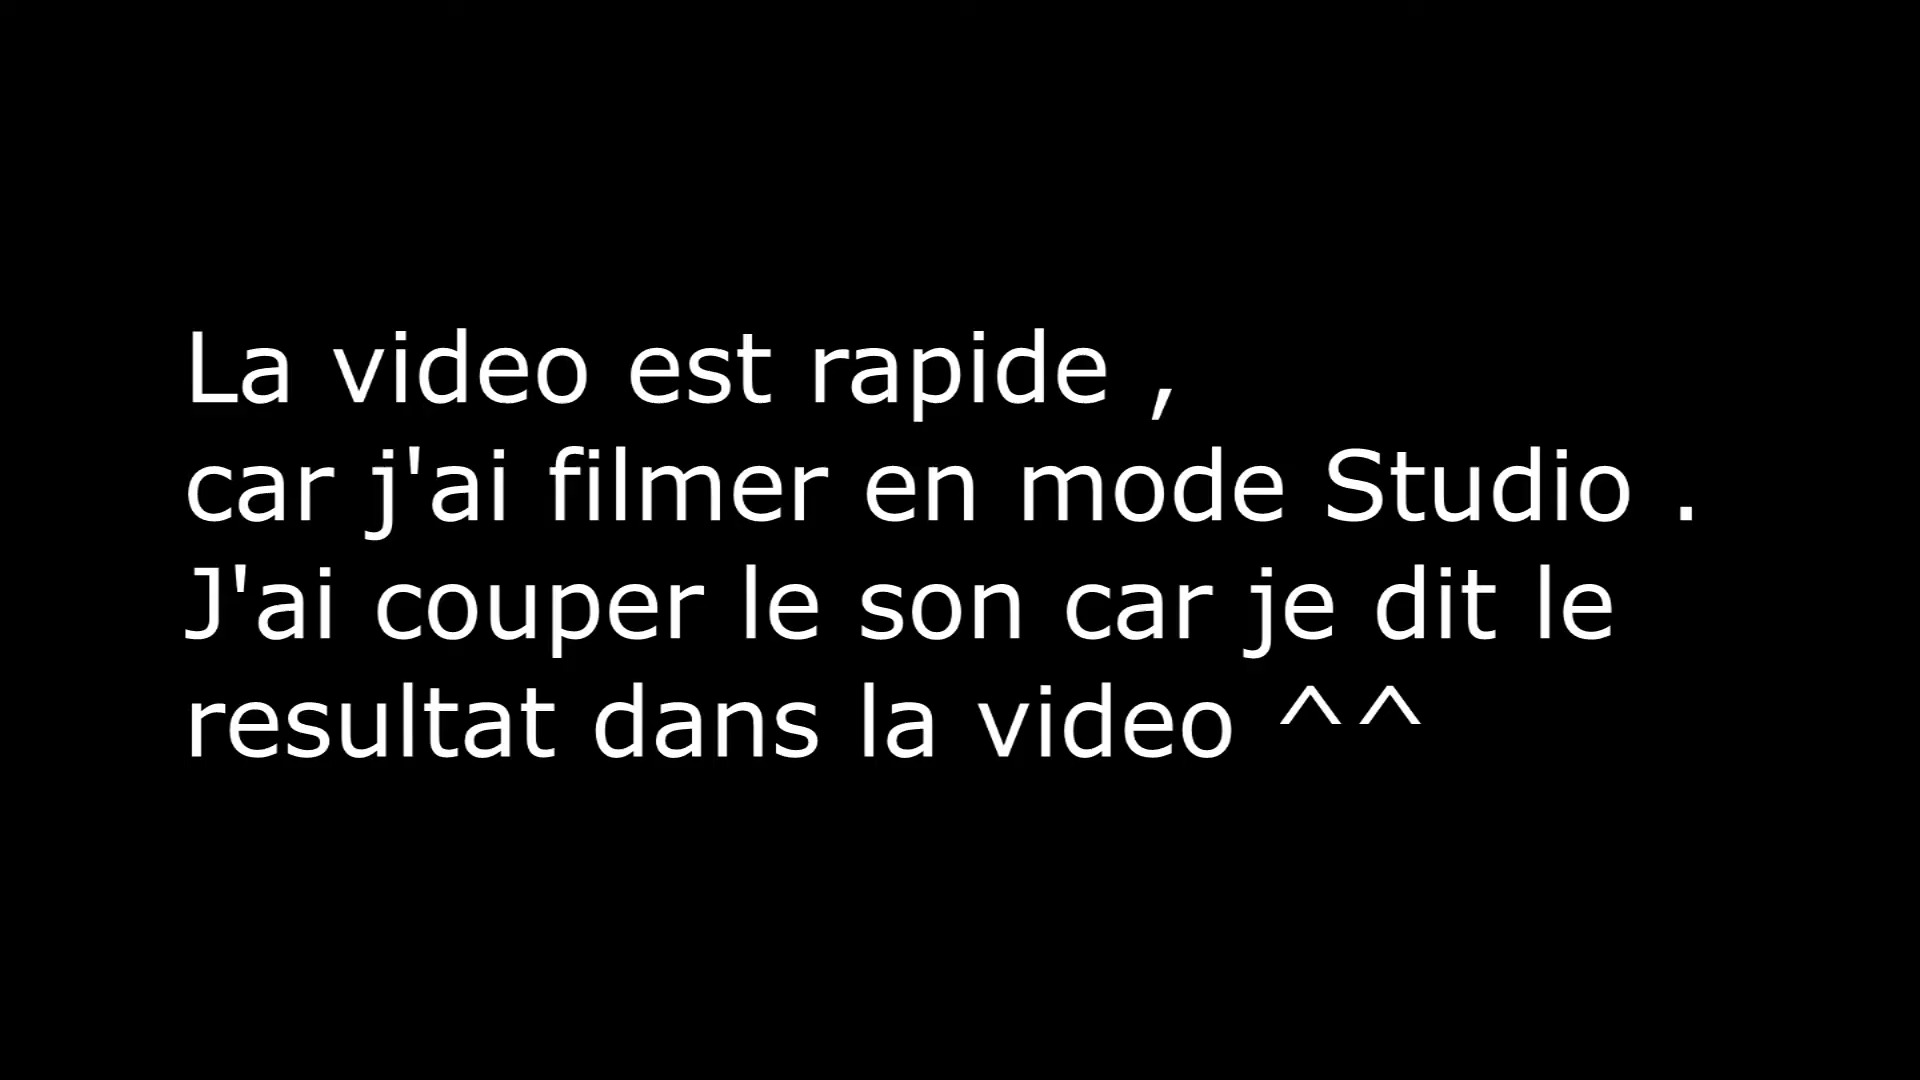 La video est rapide ,
car j'ai filmer en mode Studio .
J'ai couper le son car je dit le
resultat dans la video ^^